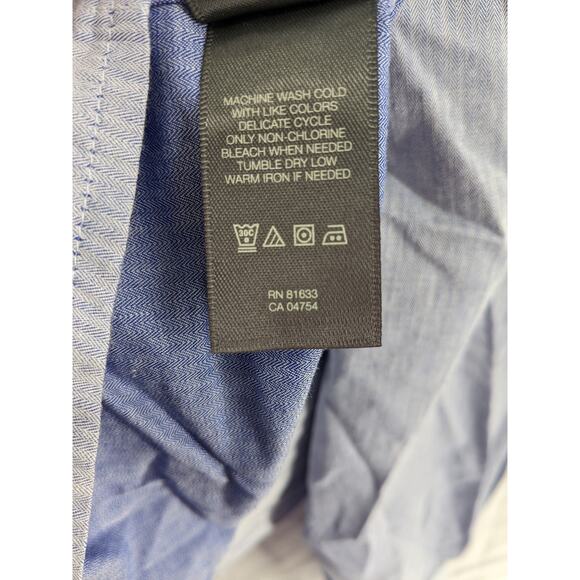 MACHINE WASH COLD
WITH LIKE COLORS
DELICATE CYCLE
ONLY NON-CHLORINE
BLEACH WHEN NEEDED
TUMBLE DRY LOW
WARM IRON IF NEEDED
30C
RN 81633
CA 04754